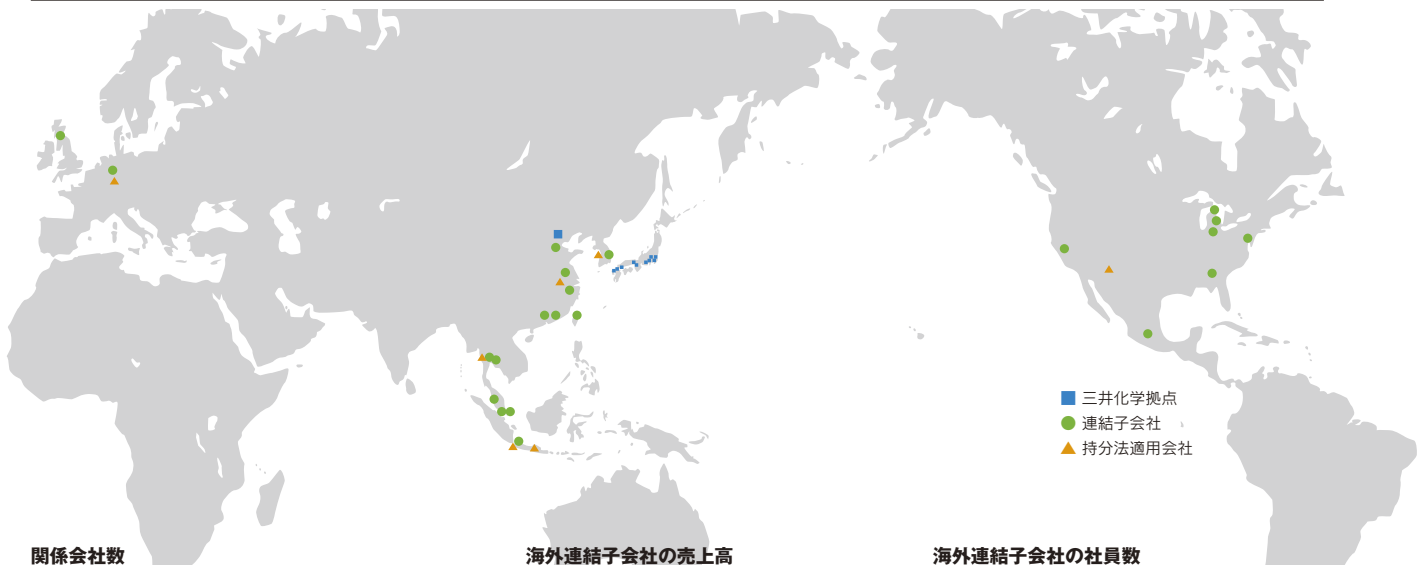 三井化学拠点
連結子会社
持分法適用会社
関係会社数
海外連結子会社の売上高
海外連結子会社の社員数